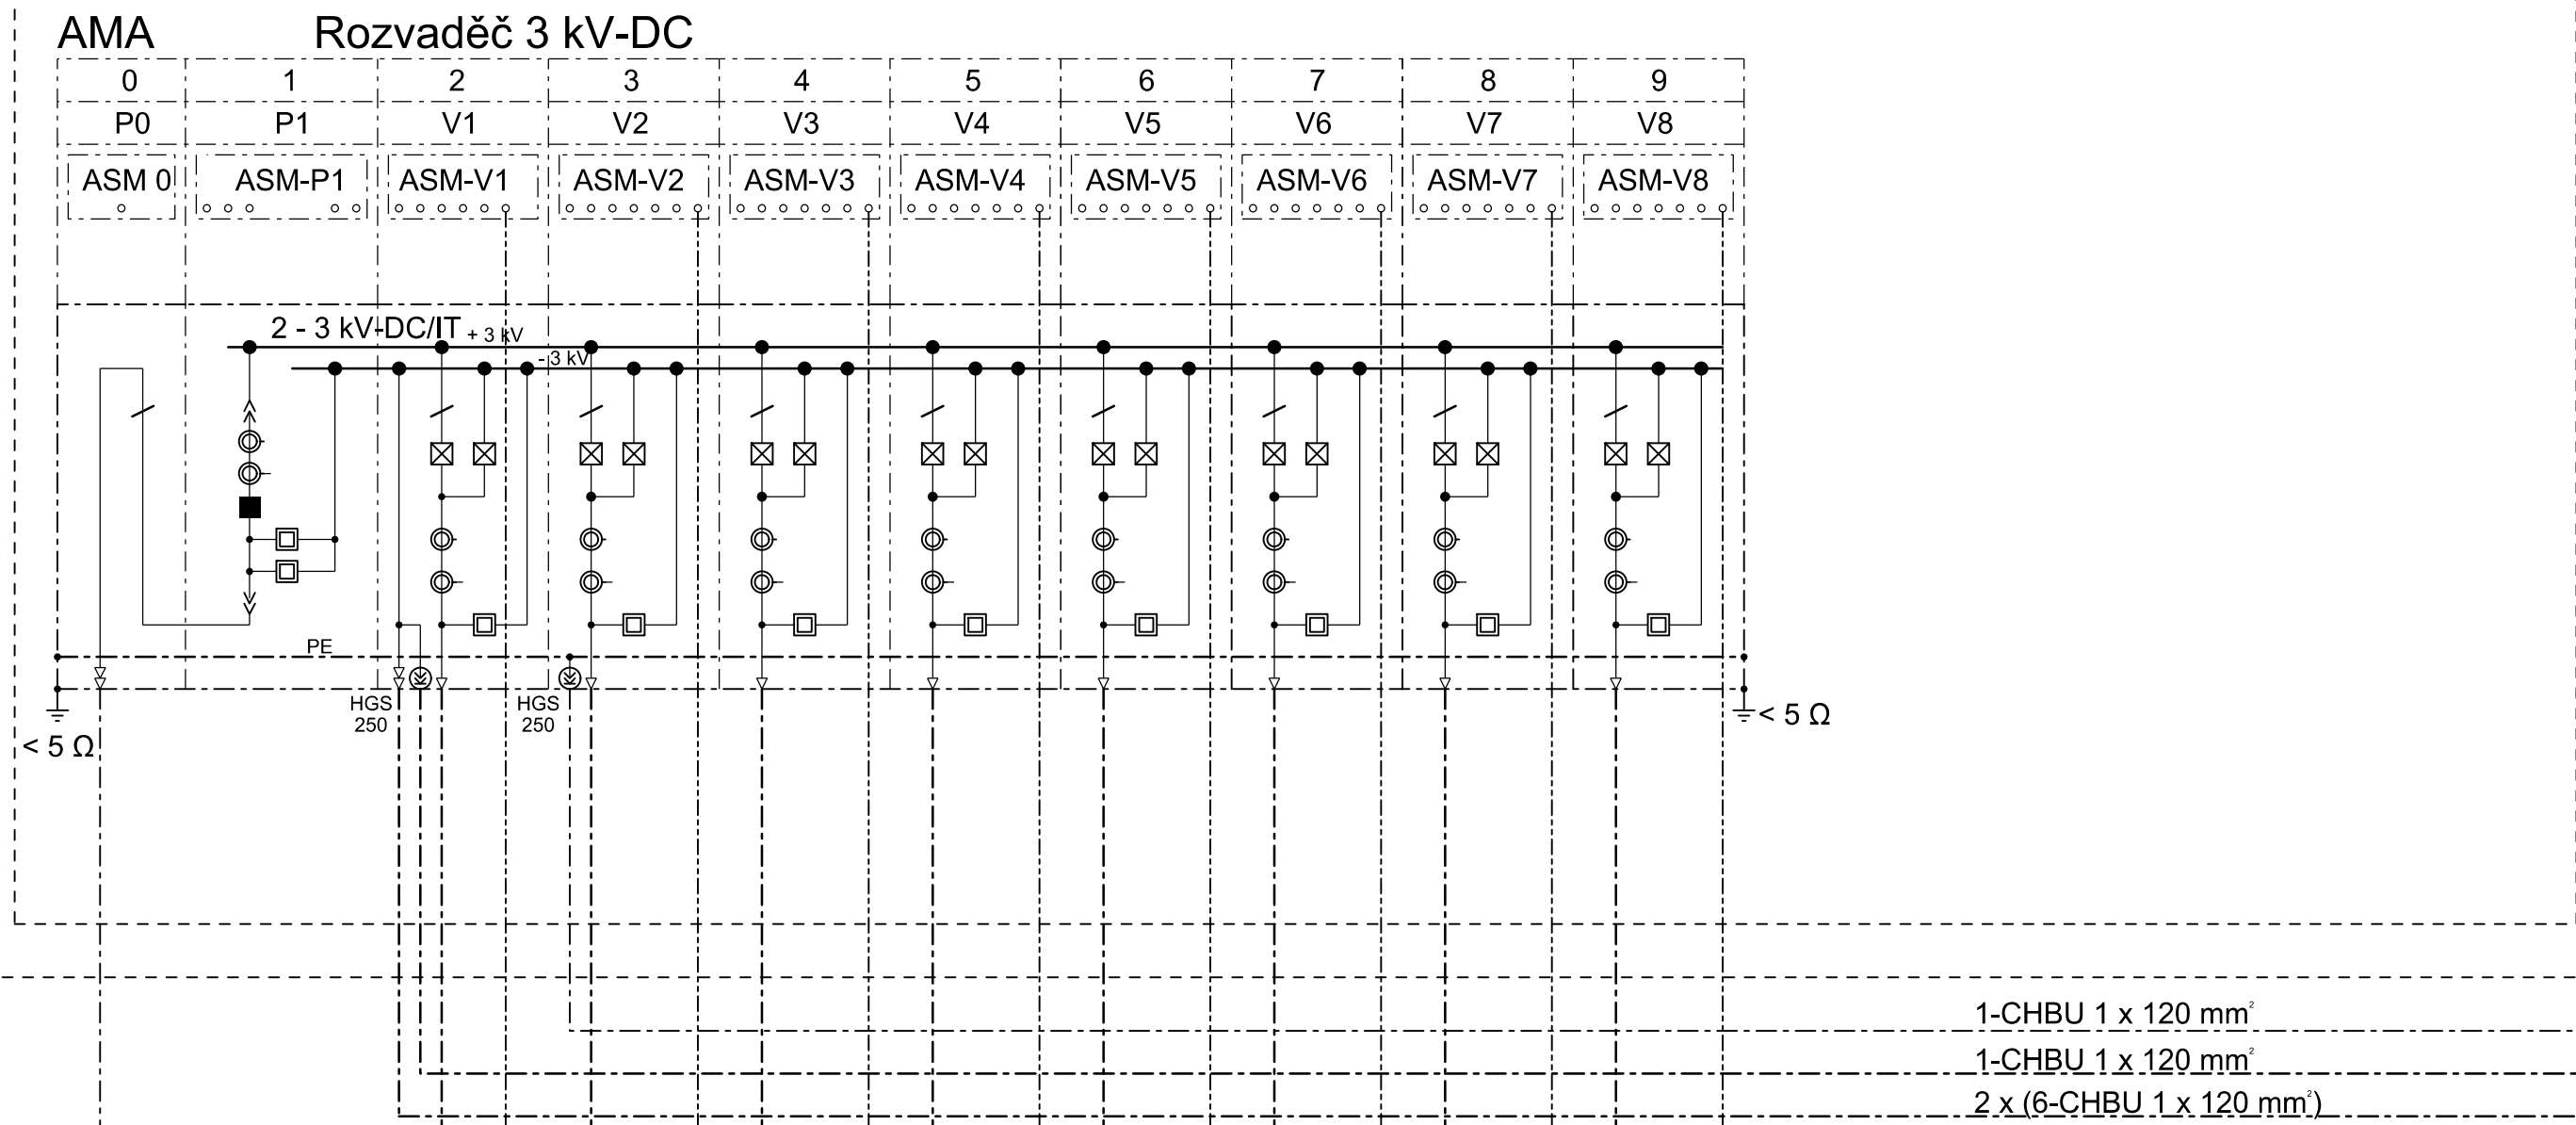 AMA Rozvaděč 3 kV-DC
0 1 2 3 4 5 6 7 8 9
P0 P1 V1 V2 V3 V4 V5 V6 V7 V8
ASM 0 ASM-P1 ASM-V1 ASM-V2 ASM-V3 ASM-V4 ASM-V5 ASM-V6 ASM-V7 ASM-V8
2 - 3 kV-DC/IT + 3 kV
- 3 kV
PE
HGS
250
HGS
250
< 5 Ω
< 5 Ω
1-CHBU 1 x 120 mm²
1-CHBU 1 x 120 mm²
2 x (6-CHBU 1 x 120 mm²)